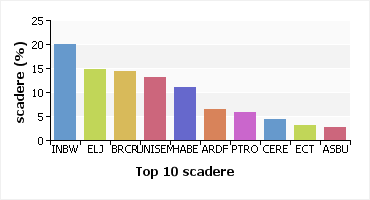 25
20
15
10
5
0
scadere (%)
INBW ELJ BRCR UNISEM HABE ARDF PTRO CERE ECT ASBU
Top 10 scadere